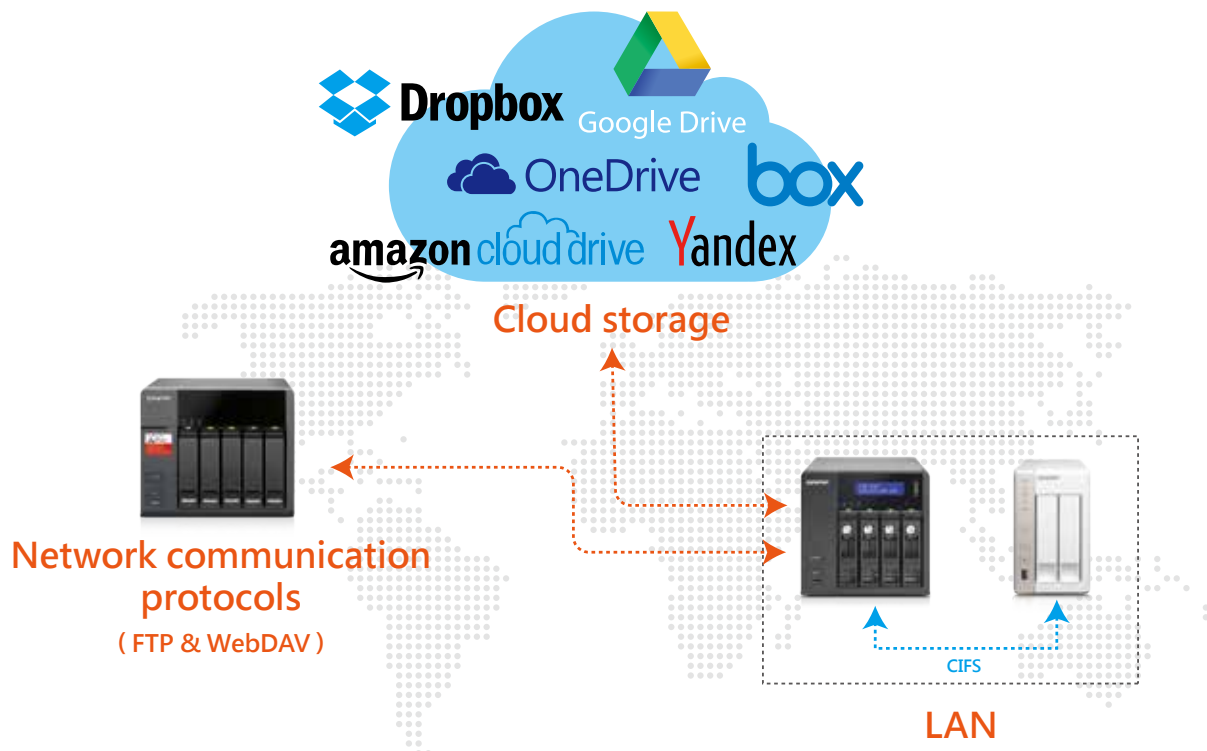 Dropbox
Google Drive
OneDrive
box
amazon cloud drive
Yandex
Cloud storage
Network communication
protocols
( FTP & WebDAV )
CIFS
LAN